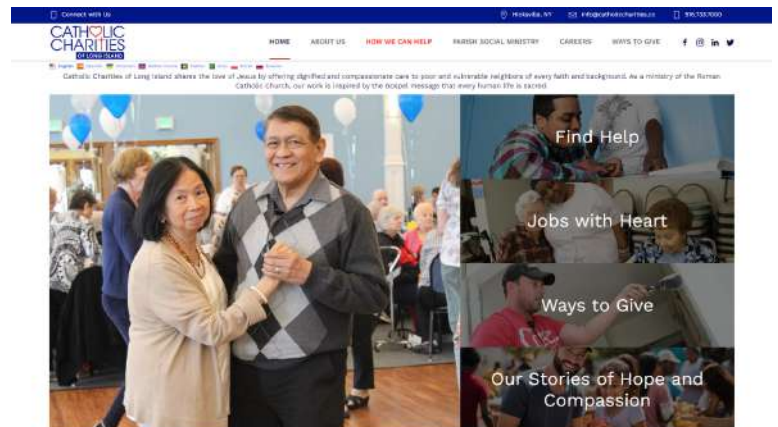 Connect with Us
Hicksville, NY
info@catholiccharities.cc
516.733.7000
CATHOLIC
CHARITIES
OF LONG ISLAND
HOME
ABOUT US
HOW WE CAN HELP
PARISH SOCIAL MINISTRY
CAREERS
WAYS TO GIVE
English
Catholic Charities of Long Island shares the love of Jesus by offering dignified and compassionate care to poor and vulnerable neighbors of every faith and background. As a ministry of the Roman
Catholic Church, our work is inspired by the Gospel message that every human life is sacred.
Find Help
Jobs with Heart
Ways to Give
Our Stories of Hope and
Compassion